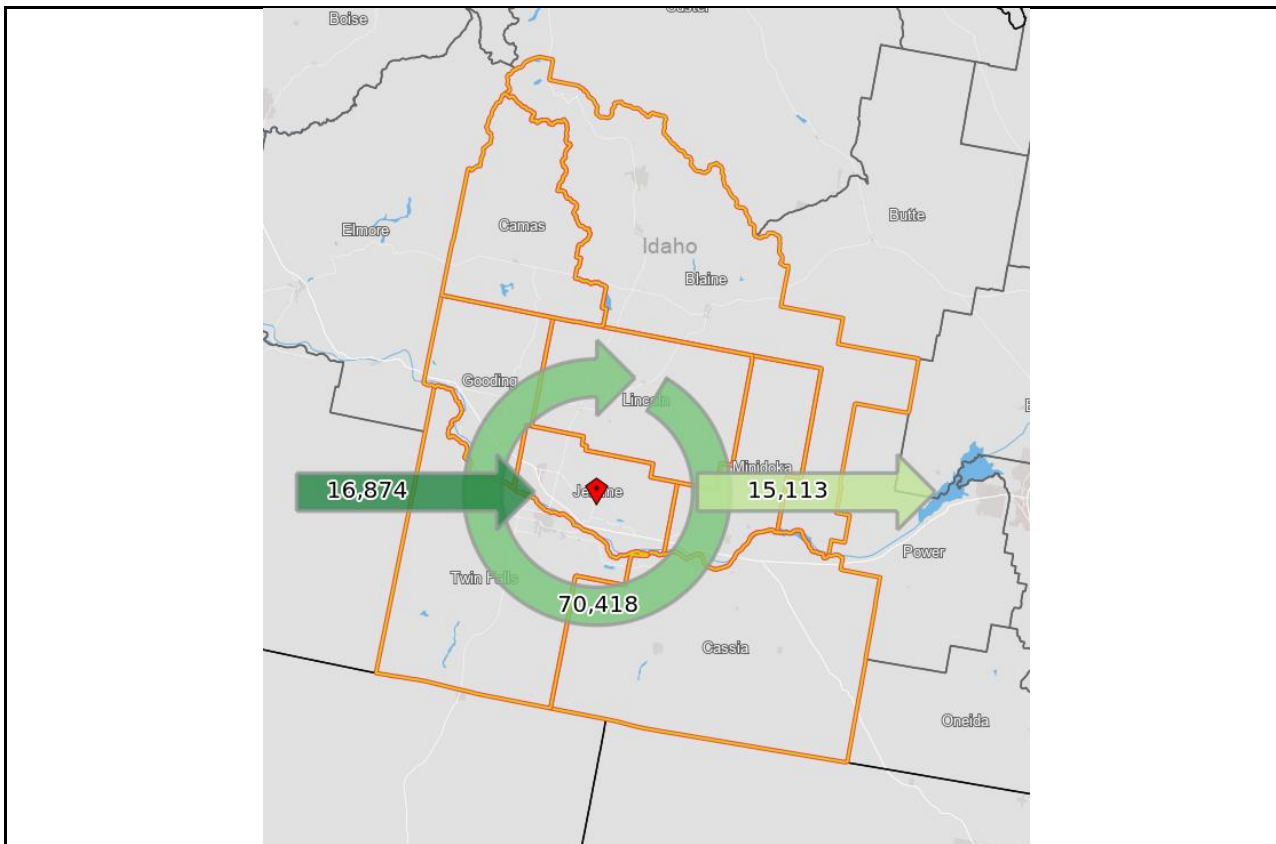 Boise
Camas
Butte
Elmore
Idaho
Blaine
Gooding
Lincoln
Minidoka
16,874
Jerome
15,113
Power
Twin Falls
70,418
Cassia
Oneida